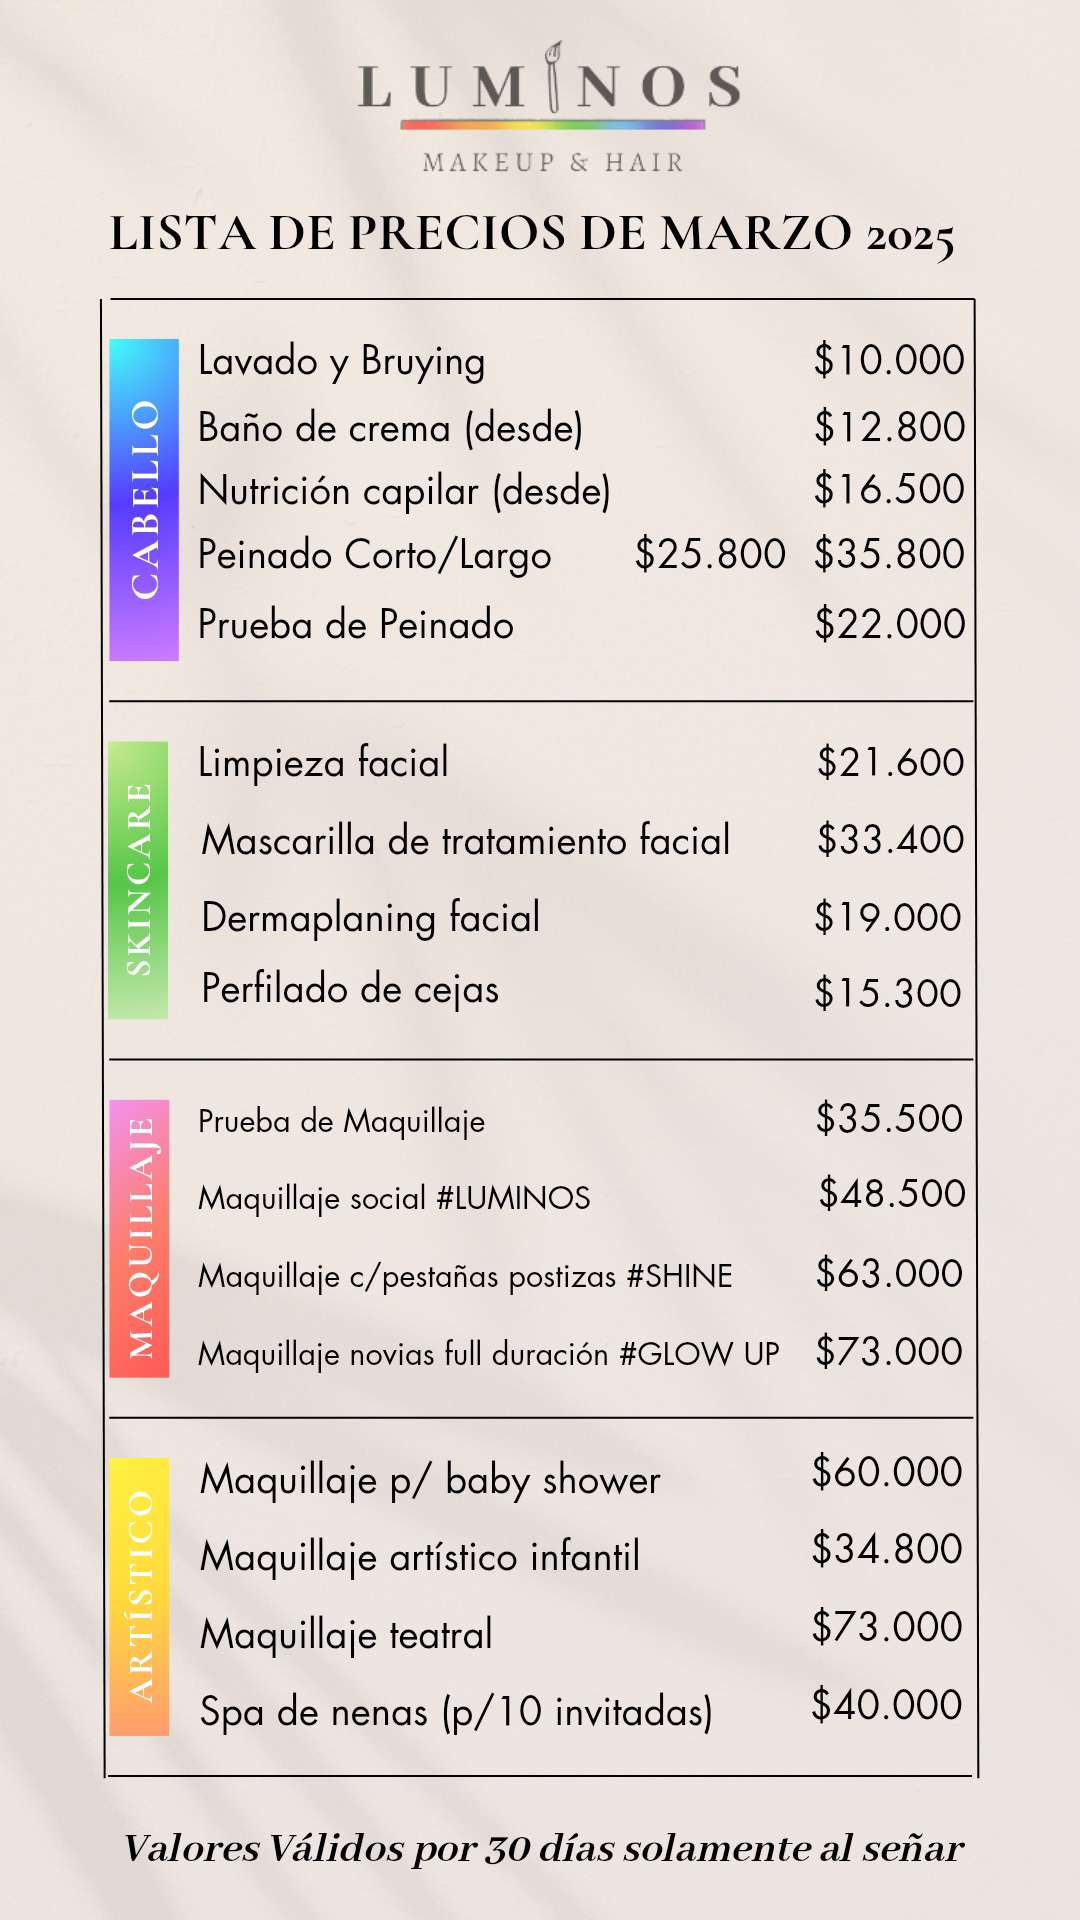 LUMINOS
MAKEUP & HAIR
LISTA DE PRECIOS DE MARZO 2025
CABELLO
Lavado y Bruying $10.000
Baño de crema (desde) $12.800
Nutrición capilar (desde) $16.500
Peinado Corto/Largo $25.800 $35.800
Prueba de Peinado $22.000
SKINCARE
Limpieza facial $21.600
Mascarilla de tratamiento facial $33.400
Dermaplaning facial $19.000
Perfilado de cejas $15.300
MAQUILLAJE
Prueba de Maquillaje $35.500
Maquillaje social #LUMINOS $48.500
Maquillaje c/pestañas postizas #SHINE $63.000
Maquillaje novias full duración #GLOW UP $73.000
ARTÍSTICO
Maquillaje p/ baby shower $60.000
Maquillaje artístico infantil $34.800
Maquillaje teatral $73.000
Spa de nenas (p/10 invitadas) $40.000
Valores Válidos por 30 días solamente al señar